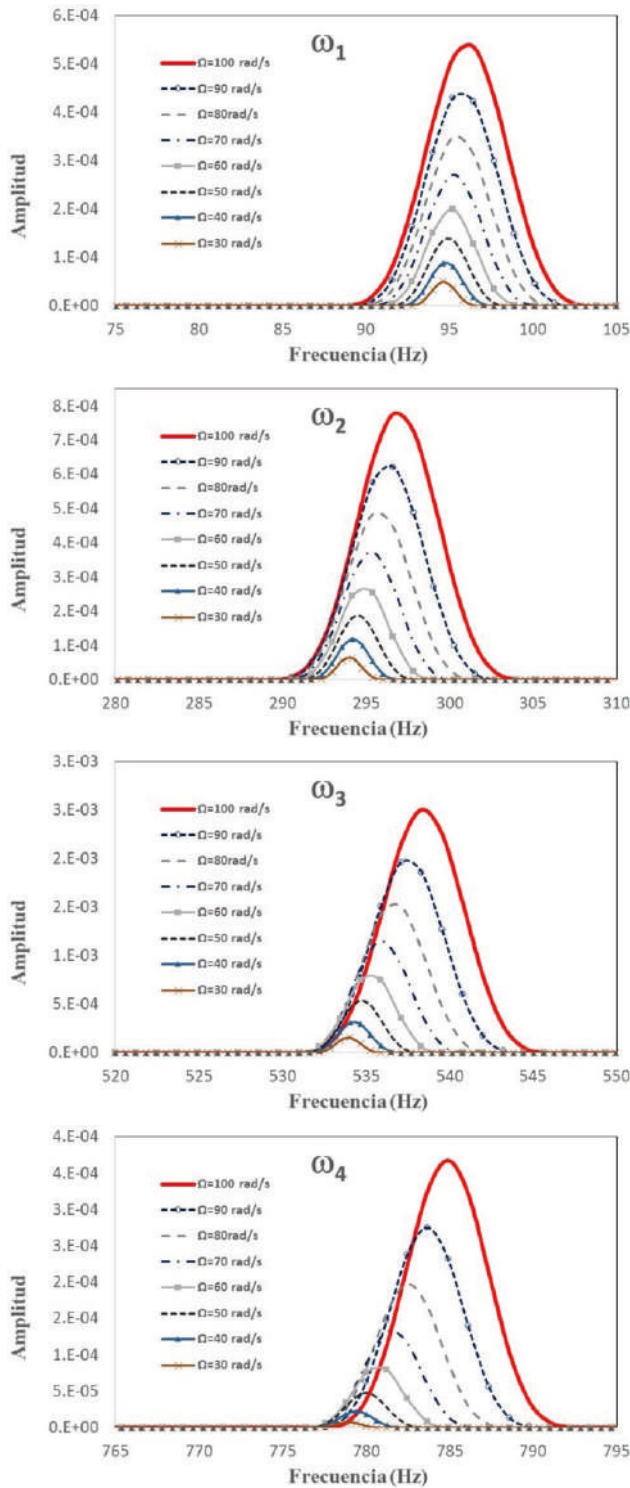 ω1
Amplitud
6.E-04
5.E-04
4.E-04
3.E-04
2.E-04
1.E-04
0.E+00
Ω=100 rad/s
Ω=90 rad/s
Ω=80rad/s
Ω=70 rad/s
Ω=60 rad/s
Ω=50 rad/s
Ω=40 rad/s
Ω=30 rad/s
75 80 85 90 95 100 105
Frecuencia (Hz)
ω2
Amplitud
8.E-04
7.E-04
6.E-04
5.E-04
4.E-04
3.E-04
2.E-04
1.E-04
0.E+00
Ω=100 rad/s
Ω=90 rad/s
Ω=80rad/s
Ω=70 rad/s
Ω=60 rad/s
Ω=50 rad/s
Ω=40 rad/s
Ω=30 rad/s
280 285 290 295 300 305 310
Frecuencia (Hz)
ω3
Amplitud
3.E-03
3.E-03
2.E-03
2.E-03
1.E-03
5.E-04
0.E+00
Ω=100 rad/s
Ω=90 rad/s
Ω=80rad/s
Ω=70 rad/s
Ω=60 rad/s
Ω=50 rad/s
Ω=40 rad/s
Ω=30 rad/s
520 525 530 535 540 545 550
Frecuencia (Hz)
ω4
Amplitud
4.E-04
4.E-04
3.E-04
3.E-04
2.E-04
2.E-04
1.E-04
5.E-05
0.E+00
Ω=100 rad/s
Ω=90 rad/s
Ω=80rad/s
Ω=70 rad/s
Ω=60 rad/s
Ω=50 rad/s
Ω=40 rad/s
Ω=30 rad/s
765 770 775 780 785 790 795
Frecuencia (Hz)